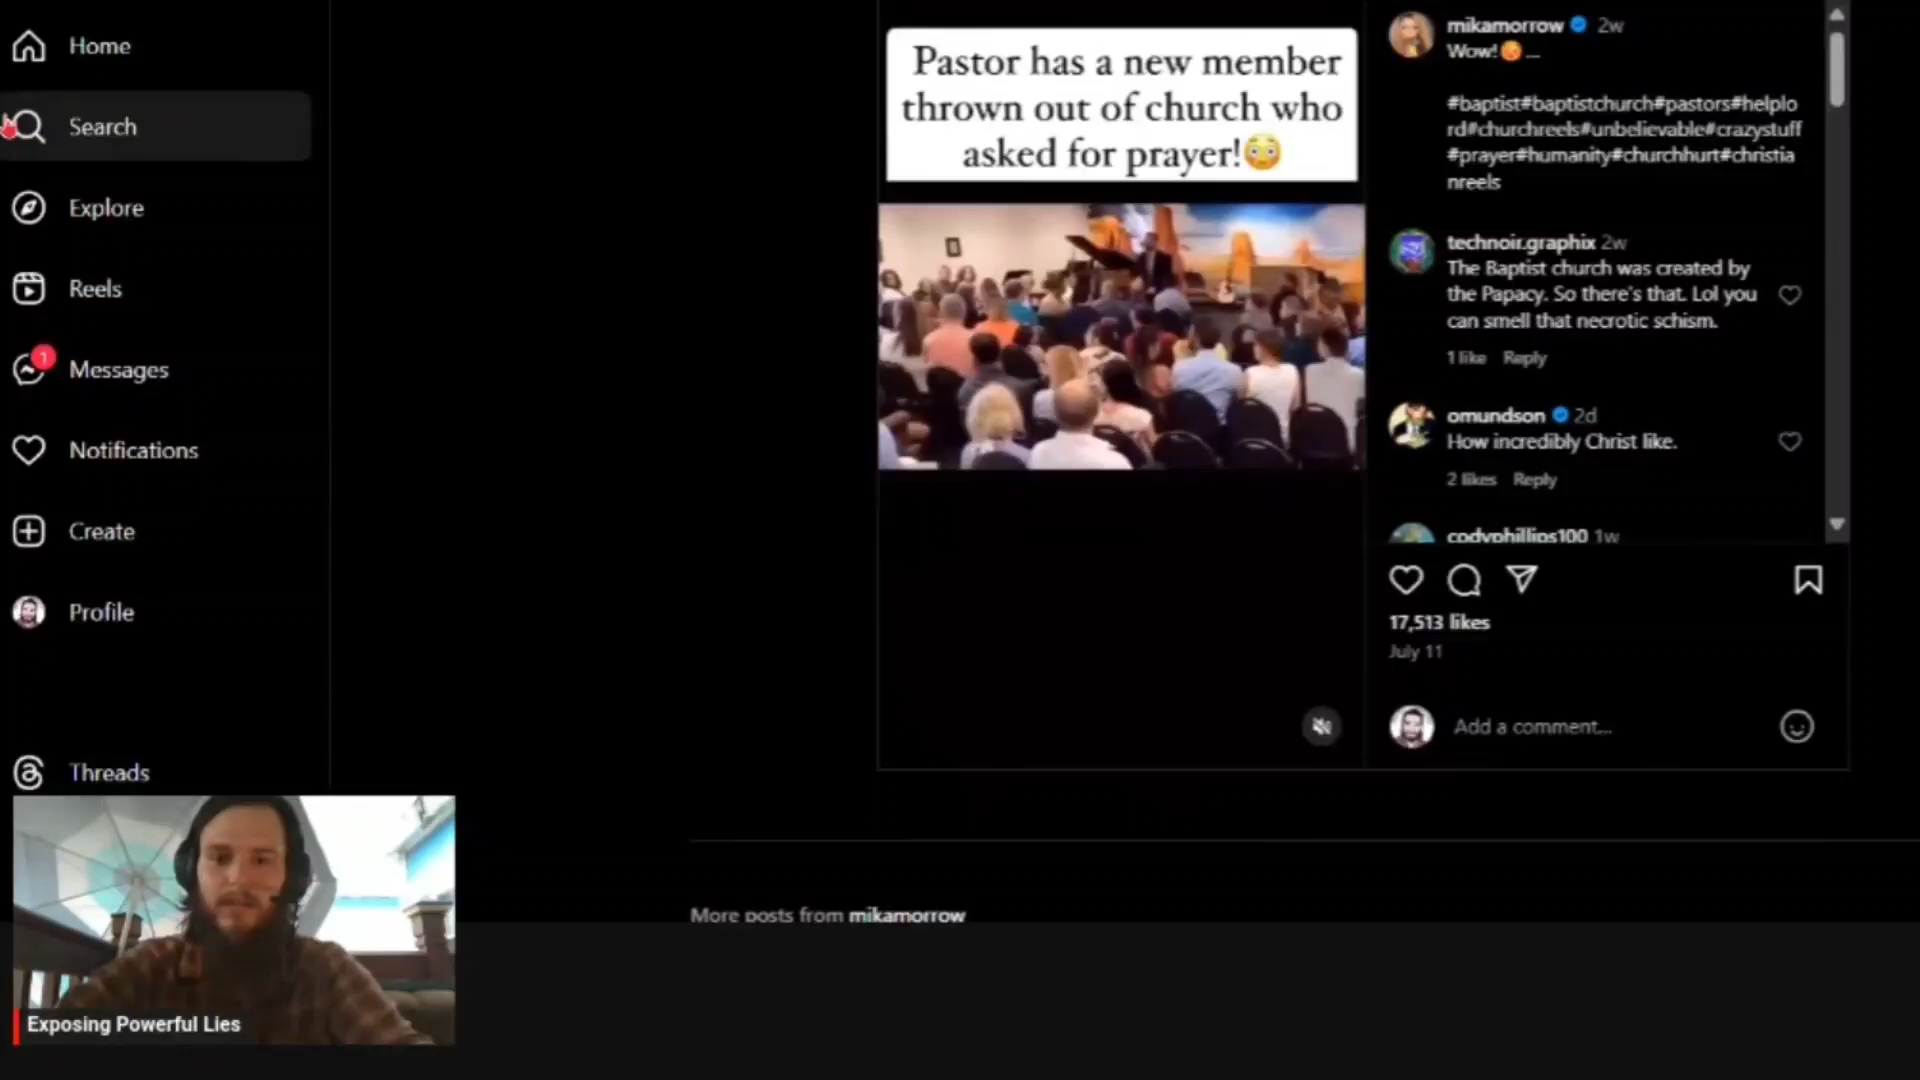 Home
Search
Explore
Reels
1
Messages
Notifications
Create
Profile
Threads
Exposing Powerful Lies
Pastor has a new member
thrown out of church who
asked for prayer!😳
mikamorrow 2w
Wow!😡...
#baptist#baptistchurch#pastors#helplo
rd#churchreels#unbelievable#crazystuff
#prayer#humanity#churchhurt#christia
nreels
technoir.graphix 2w
The Baptist church was created by
the Papacy. So there's that. Lol you
can smell that necrotic schism.
1 like Reply
omundson 2d
How incredibly Christ like.
2 likes Reply
codyphillips100 1w
17,513 likes
July 11
Add a comment...
More posts from mikamorrow